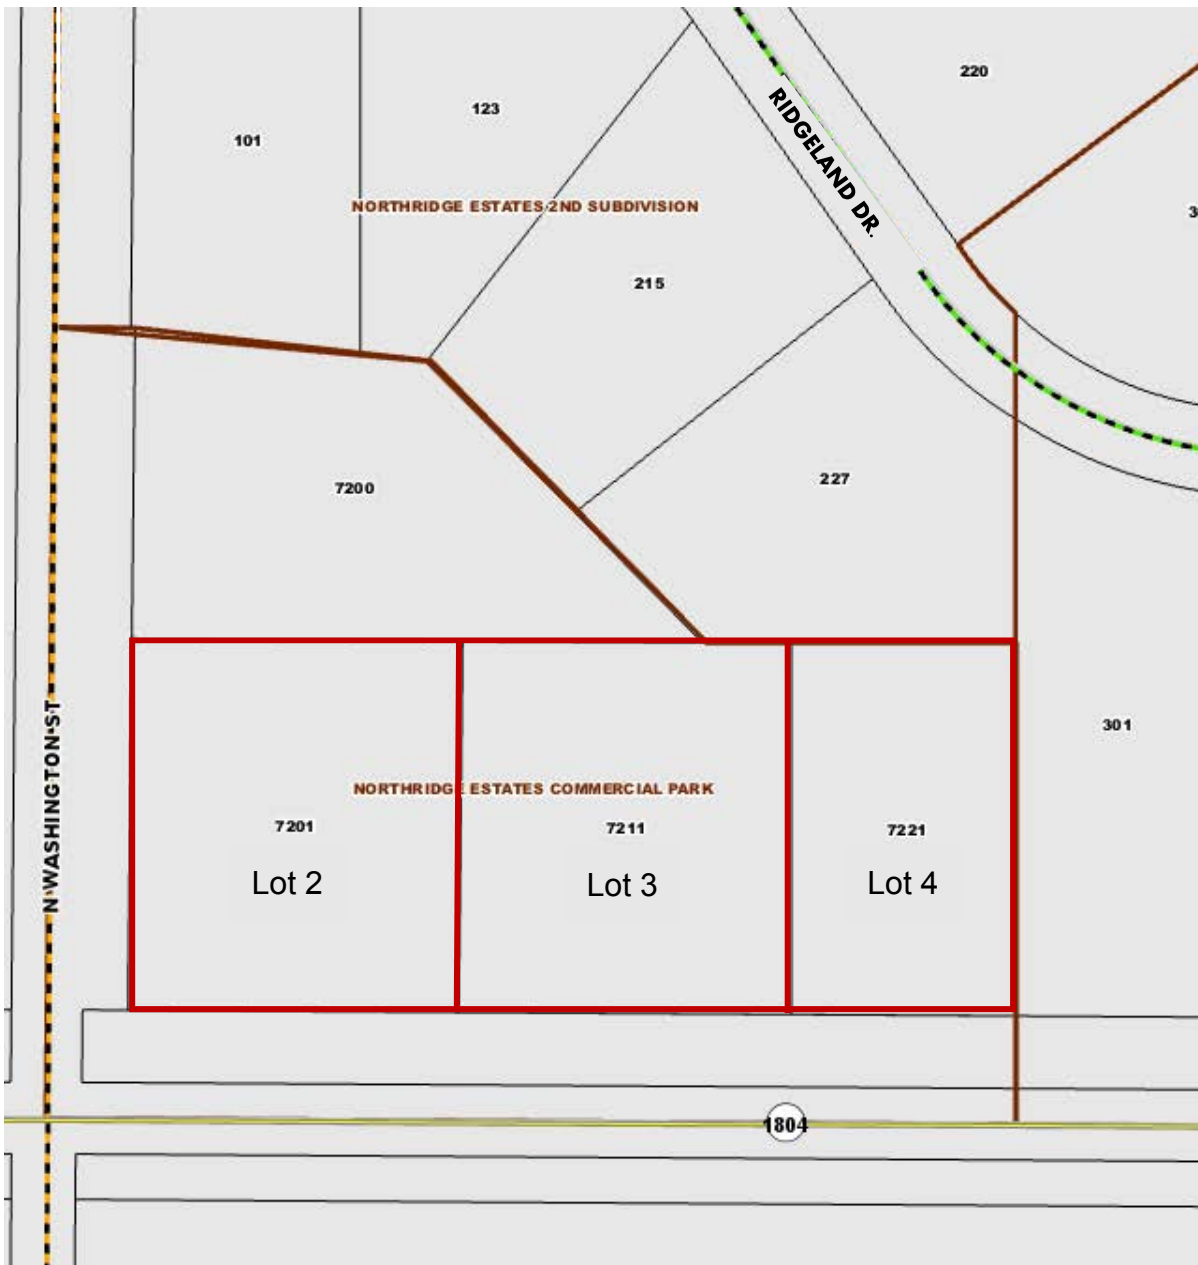 220
123
101
RIDGELAND DR.
NORTHRIDGE ESTATES 2ND SUBDIVISION
215
227
7200
N WASHINGTON ST
301
NORTHRIDGE ESTATES COMMERCIAL PARK
7201
7211
7221
Lot 2
Lot 3
Lot 4
1804